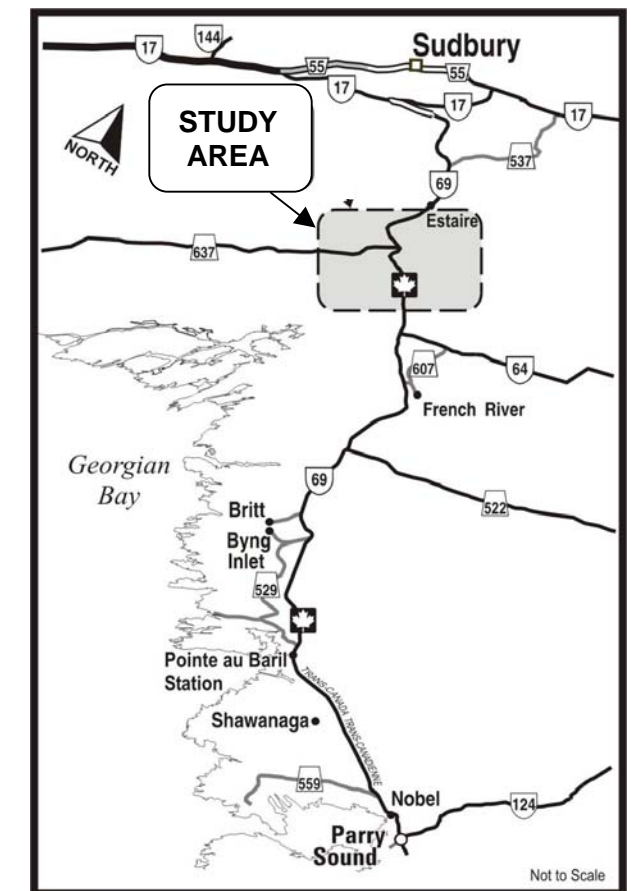 144
17
Sudbury
55
55
17
17
17
STUDY
AREA
NORTH
537
69
Estaire
637
64
607
French River
Georgian
Bay
69
Britt
522
Byng
Inlet
529
Pointe au Baril
Station
TRANS-CANADA TRANS-CANADIENNE
Shawanaga
559
Nobel
124
Parry
Sound
Not to Scale